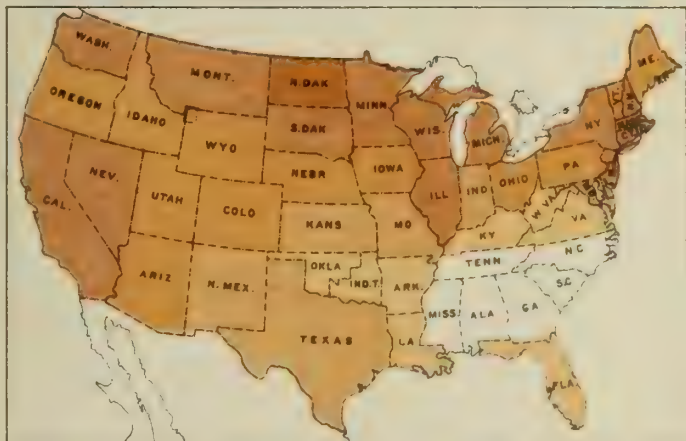 WASH.
MONT.
N.DAK
MINN.
ME.
OREGON
IDAHO
S.DAK
WIS.
MICH.
N.Y.
WYO
NEV.
NEBR
IOWA
PA
CAL.
UTAH
COLO
ILL
IND
OHIO
W.VA
KANS
MO
VA
KY
N.C.
TENN.
ARIZ
N.MEX.
OKLA
IND.T.
ARK.
S.C.
MISS.
ALA
GA
TEXAS
LA
FLA.